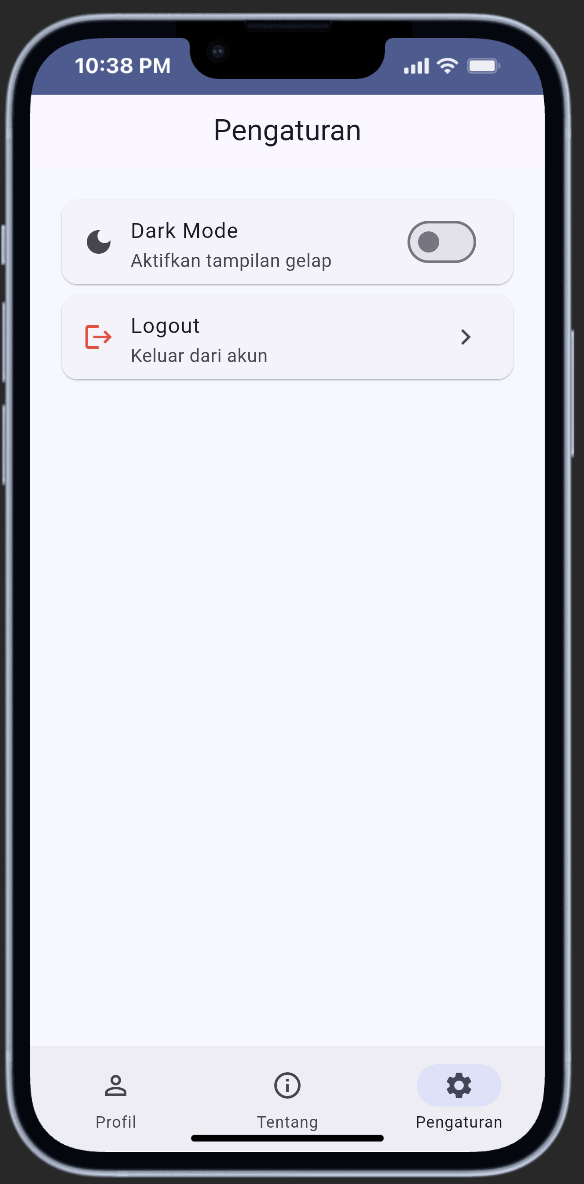 10:38 PM
Pengaturan
Dark Mode
Aktifkan tampilan gelap
Logout
Keluar dari akun
Profil
Tentang
Pengaturan